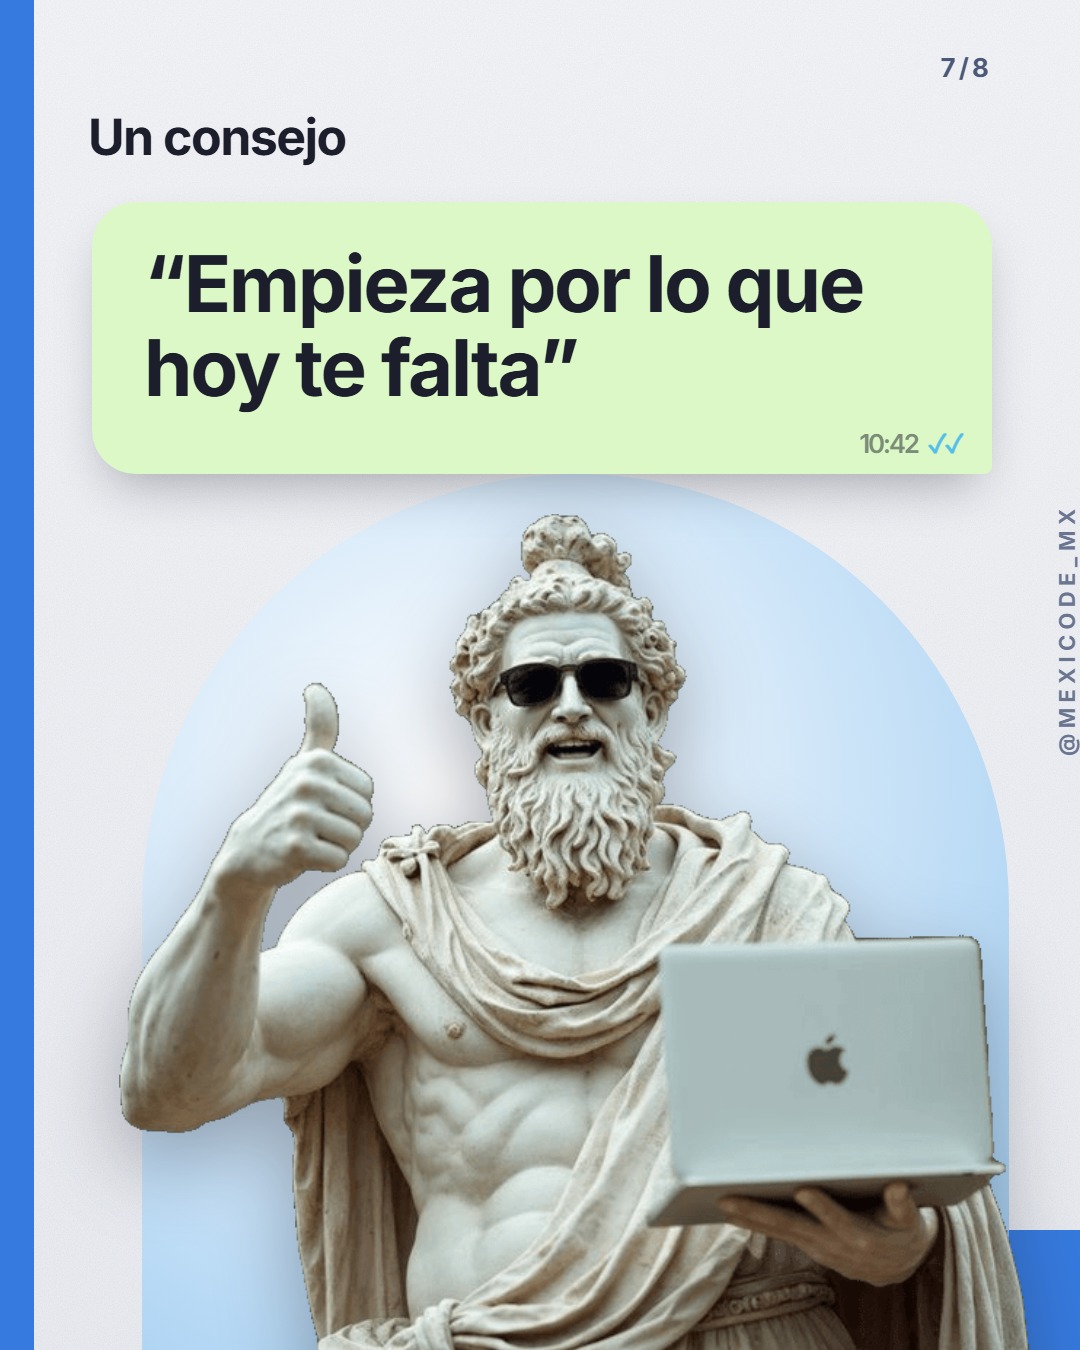 7/8
Un consejo
“Empieza por lo que
hoy te falta”
10:42
@MEXICODE_MX